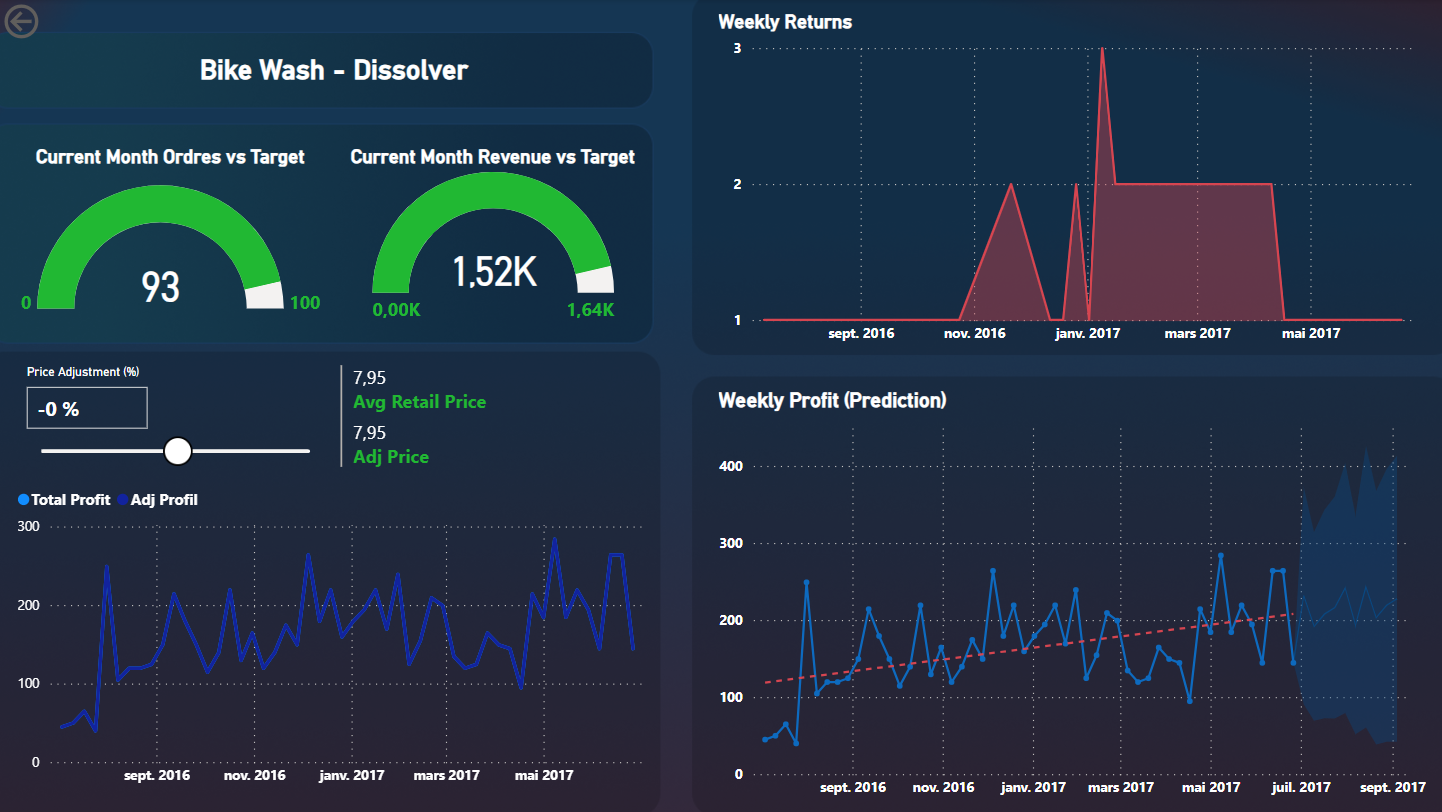 Bike Wash - Dissolver
Current Month Ordres vs Target
93
0
100
Current Month Revenue vs Target
1,52K
0,00K
1,64K
Price Adjustment (%)
-0 %
7,95
Avg Retail Price
7,95
Adj Price
Total Profit Adj Profil
300
200
100
0
sept. 2016 nov. 2016 janv. 2017 mars 2017 mai 2017
Weekly Returns
3
2
1
sept. 2016 nov. 2016 janv. 2017 mars 2017 mai 2017
Weekly Profit (Prediction)
400
300
200
100
0
sept. 2016 nov. 2016 janv. 2017 mars 2017 mai 2017 juil. 2017 sept. 2017